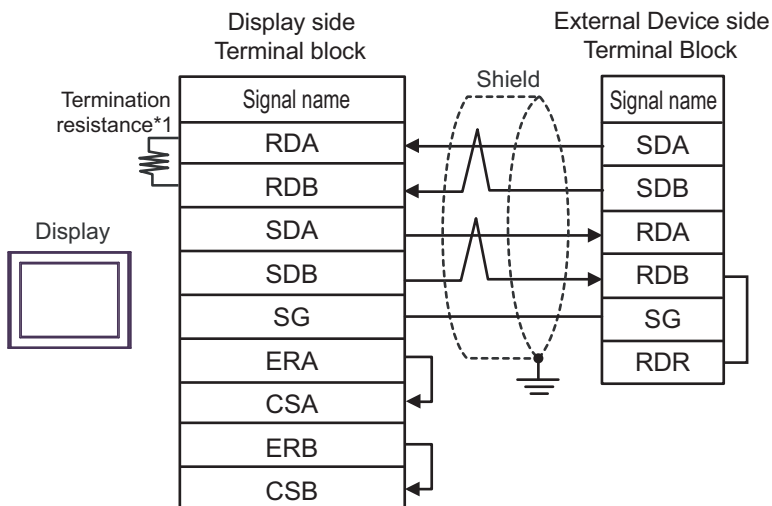 Display side
Terminal block
External Device side
Terminal Block
Shield
Termination
resistance*1
Signal name
RDA
RDB
SDA
SDB
SG
ERA
CSA
ERB
CSB
Display
Signal name
SDA
SDB
RDA
RDB
SG
RDR